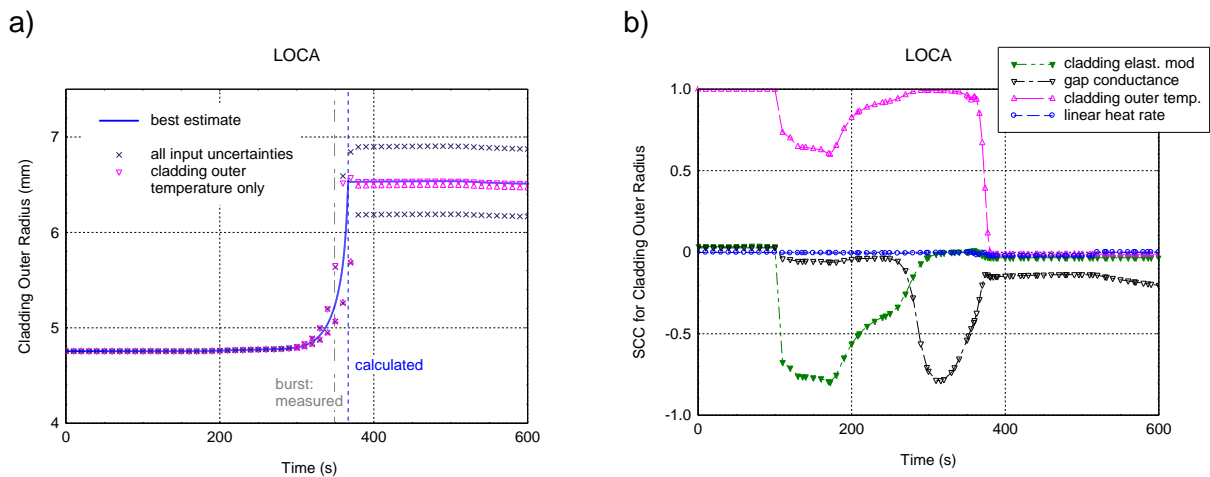 a)
LOCA
Cladding Outer Radius (mm)
7
6
5
4
best estimate
all input uncertainties
cladding outer
temperature only
burst:
measured
calculated
0
200
400
600
Time (s)
b)
LOCA
cladding elast. mod
gap conductance
cladding outer temp.
linear heat rate
SCC for Cladding Outer Radius
1.0
0.5
0
-0.5
-1.0
0
200
400
600
Time (s)